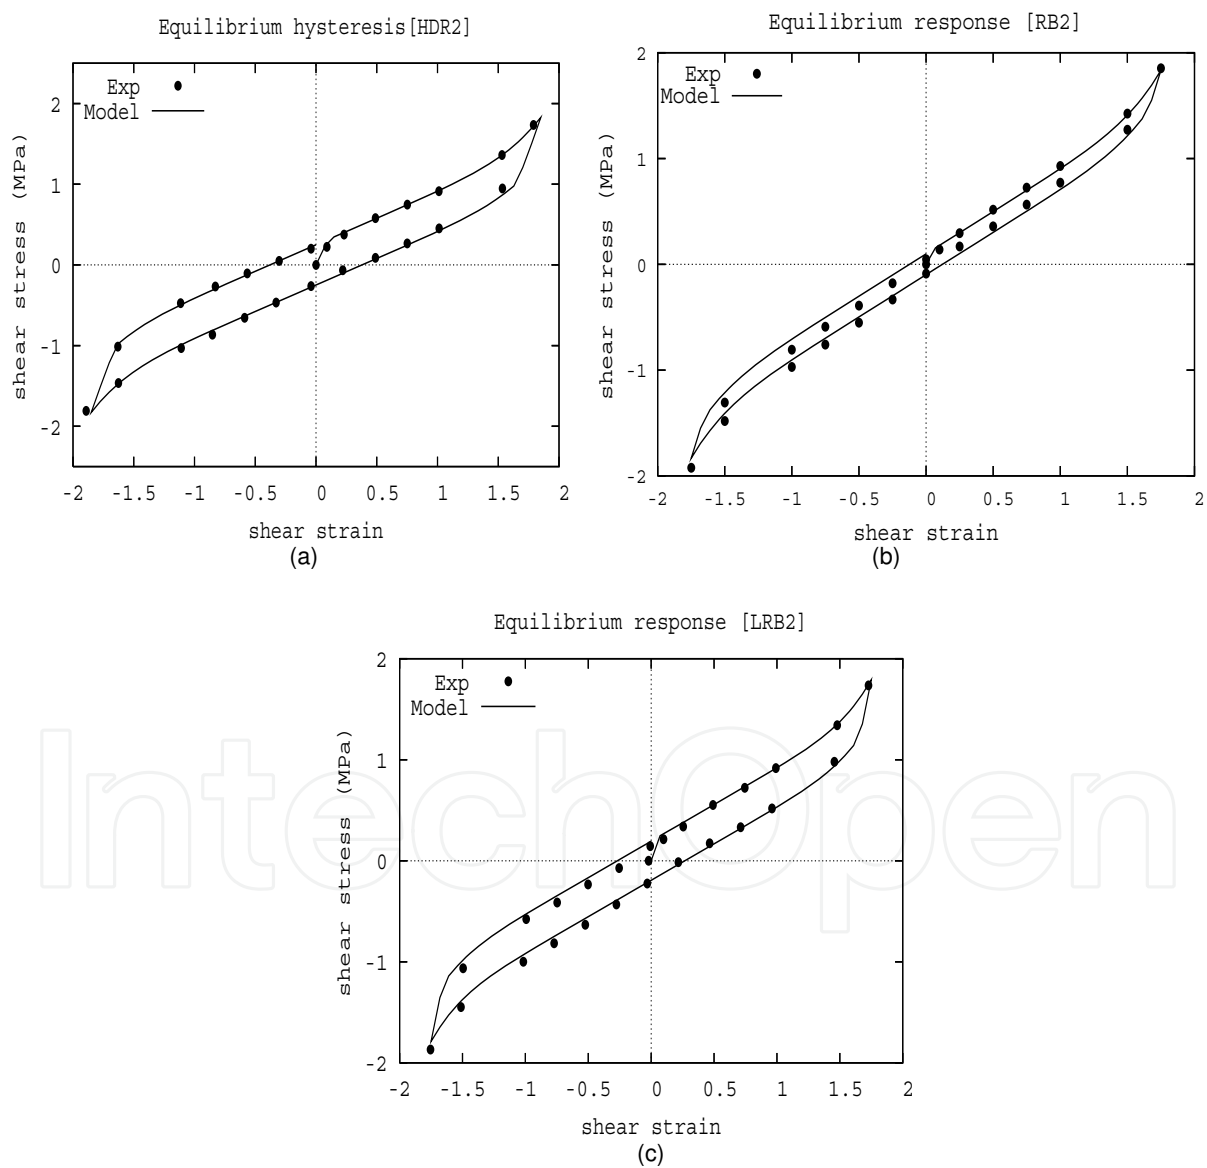 Equilibrium hysteresis[HDR2]
Exp
Model
shear stress (MPa)
2
1
0
-1
-2
-2 -1.5 -1 -0.5 0 0.5 1 1.5 2
shear strain
(a)
Equilibrium response [RB2]
Exp
Model
shear stress (MPa)
2
1
0
-1
-2
-2 -1.5 -1 -0.5 0 0.5 1 1.5 2
shear strain
(b)
Equilibrium response [LRB2]
Exp
Model
shear stress (MPa)
2
1
0
-1
-2
-2 -1.5 -1 -0.5 0 0.5 1 1.5 2
shear strain
(c)
IntechOpen